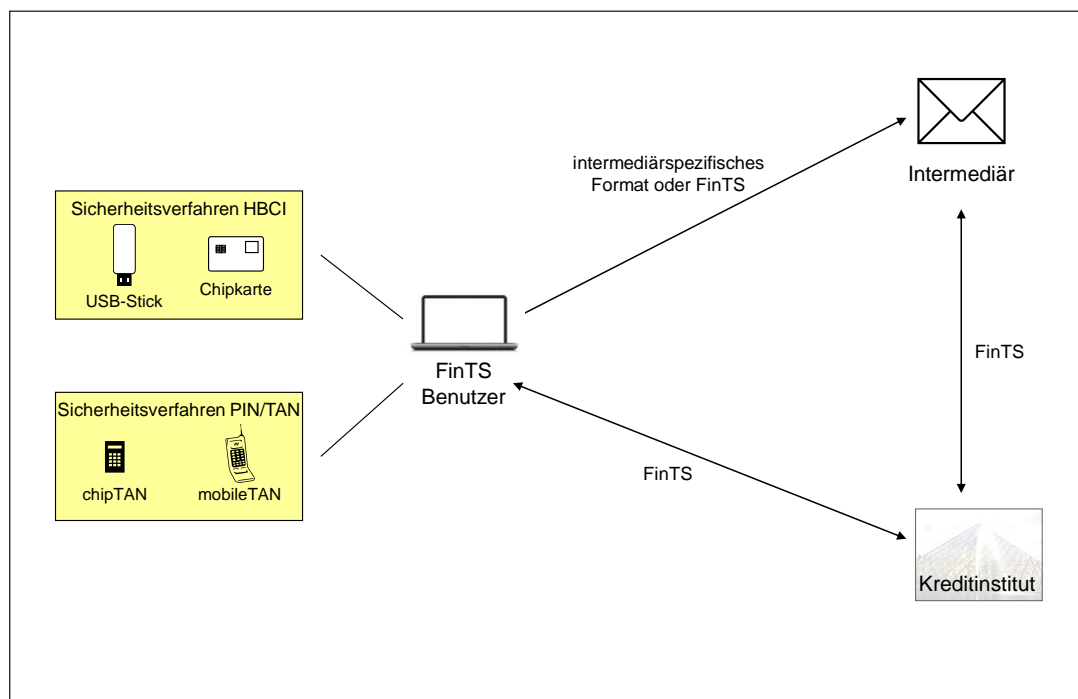 intermediärspezifisches
Format oder FinTS
Intermediär
Sicherheitsverfahren HBCI
USB-Stick
Chipkarte
FinTS
FinTS
Benutzer
Sicherheitsverfahren PIN/TAN
chipTAN
mobileTAN
FinTS
Kreditinstitut